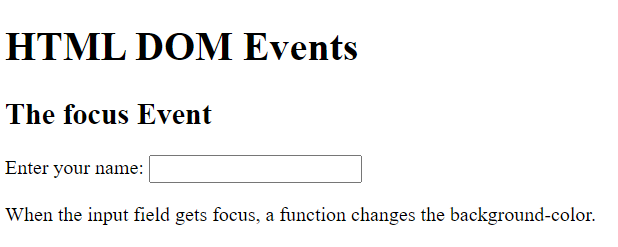 HTML DOM Events
The focus Event
Enter your name:
When the input field gets focus, a function changes the background-color.